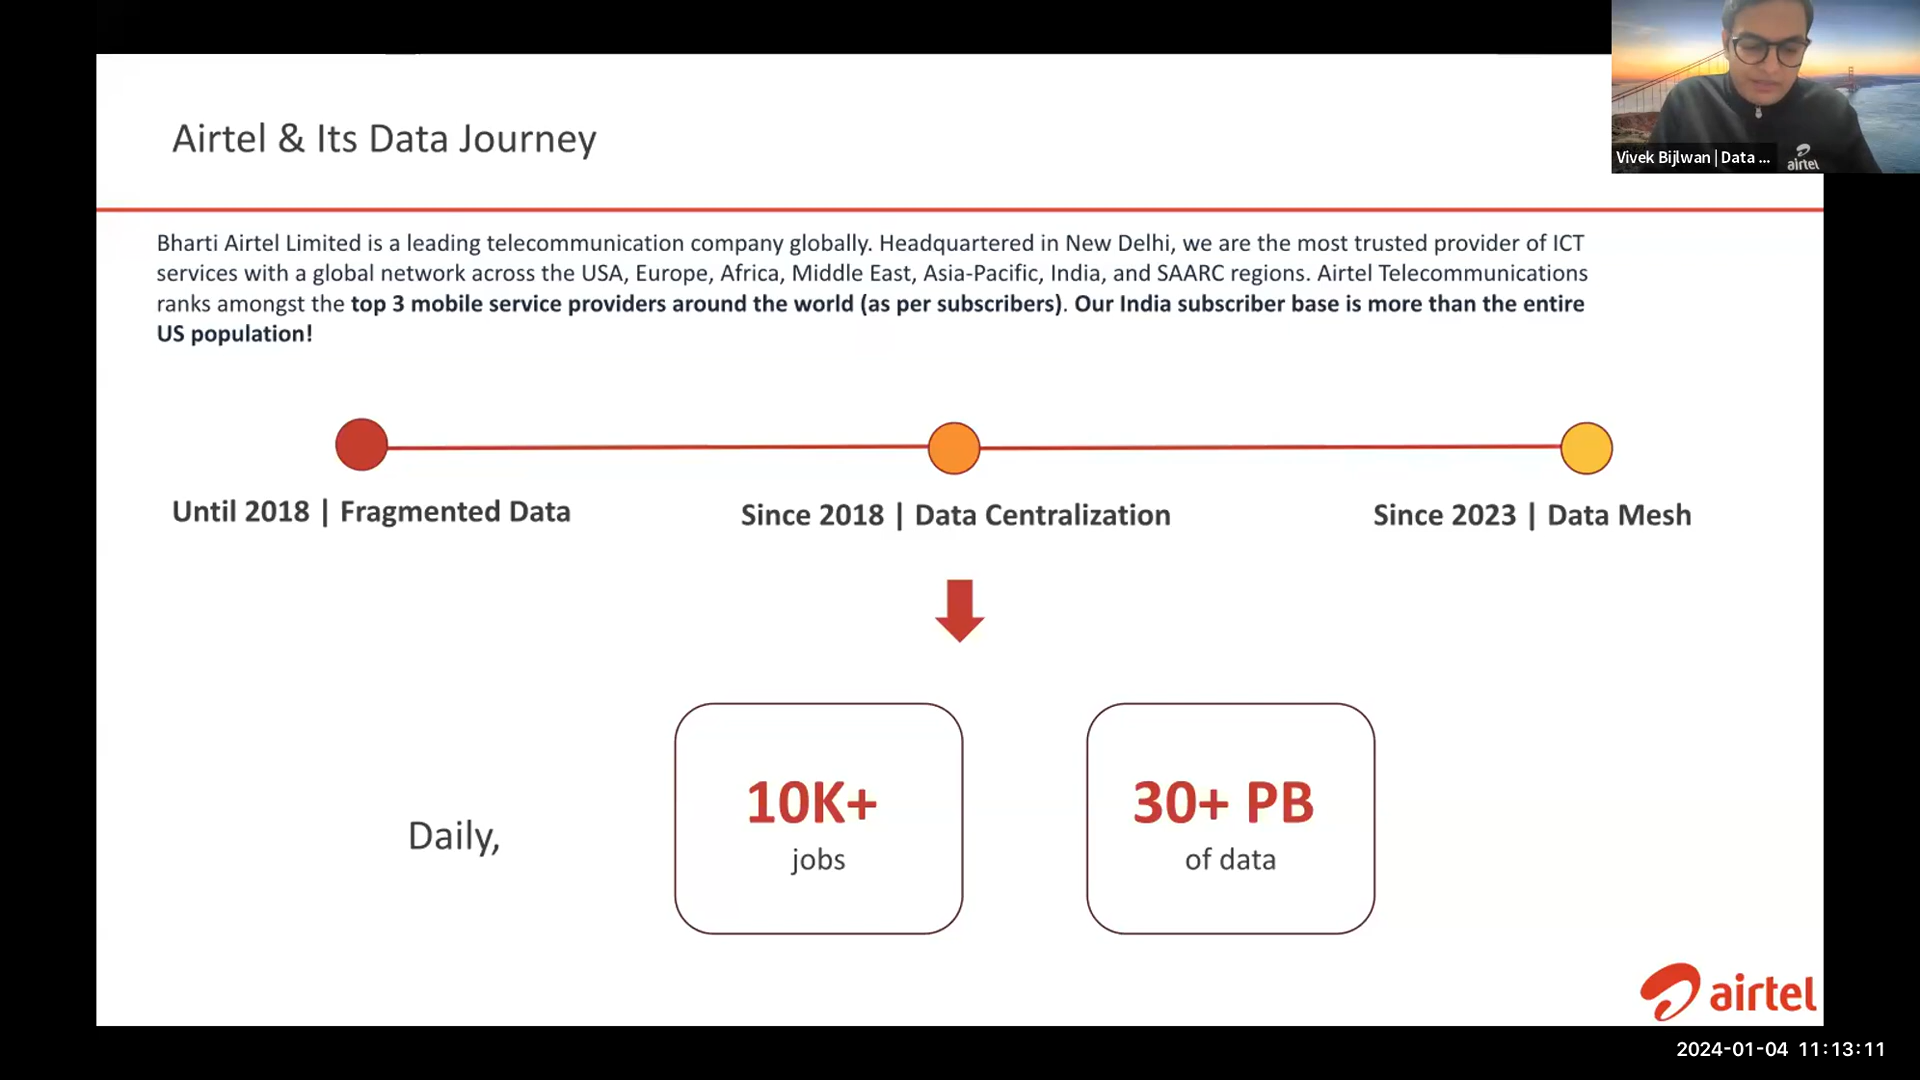 Airtel & Its Data Journey
Vivek Bijlwan | Data ...
airtel
Bharti Airtel Limited is a leading telecommunication company globally. Headquartered in New Delhi, we are the most trusted provider of ICT
services with a global network across the USA, Europe, Africa, Middle East, Asia-Pacific, India, and SAARC regions. Airtel Telecommunications
ranks amongst the top 3 mobile service providers around the world (as per subscribers). Our India subscriber base is more than the entire
US population!
Until 2018 | Fragmented Data
Since 2018 | Data Centralization
Since 2023 | Data Mesh
Daily,
10K+
jobs
30+ PB
of data
airtel
2024-01-04 11:13:11